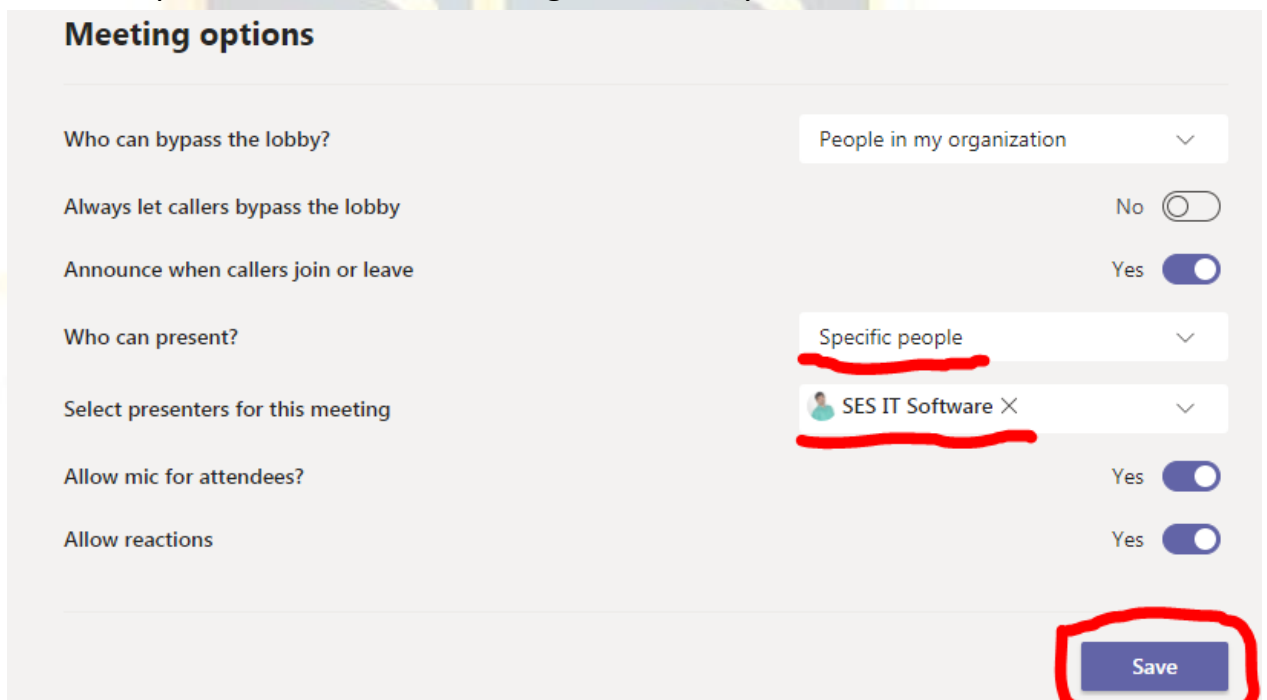 Meeting options
Who can bypass the lobby? People in my organization
Always let callers bypass the lobby No
Announce when callers join or leave Yes
Who can present? Specific people
Select presenters for this meeting SES IT Software
Allow mic for attendees? Yes
Allow reactions Yes
Save